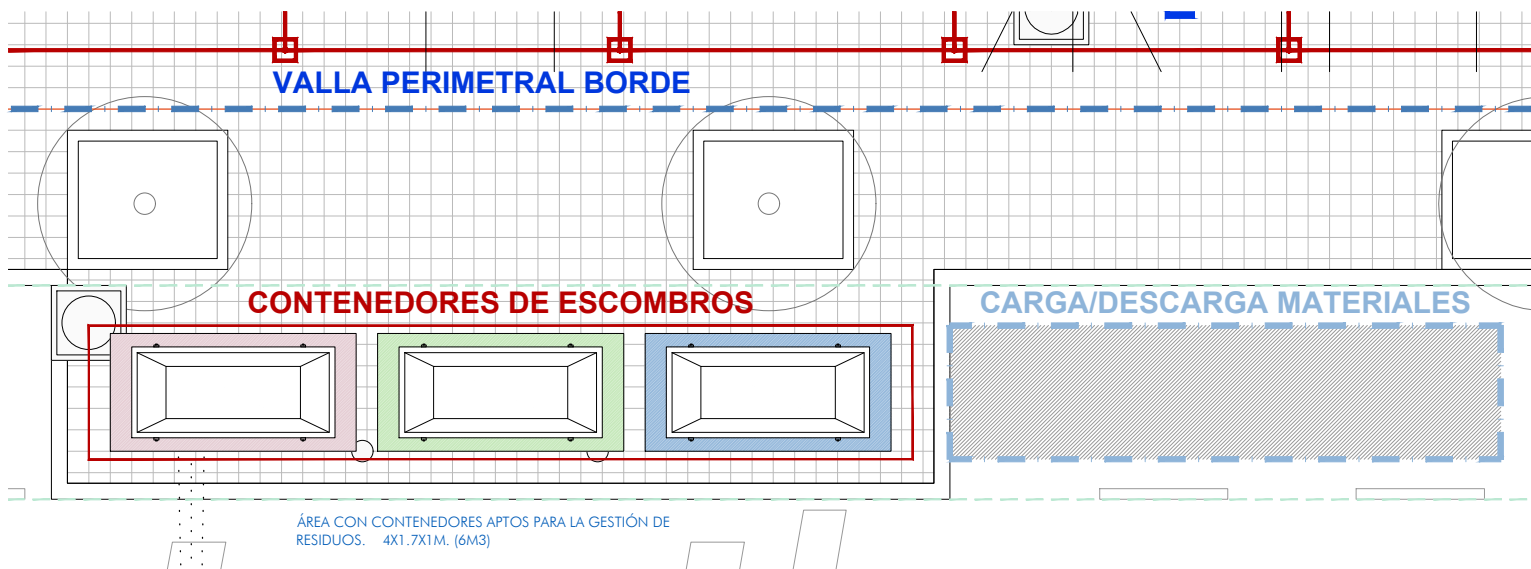 VALLA PERIMETRAL BORDE
CONTENEDORES DE ESCOMBROS
CARGA/DESCARGA MATERIALES
ÁREA CON CONTENEDORES APTOS PARA LA GESTIÓN DE
RESIDUOS. 4X1.7X1M. (6M3)